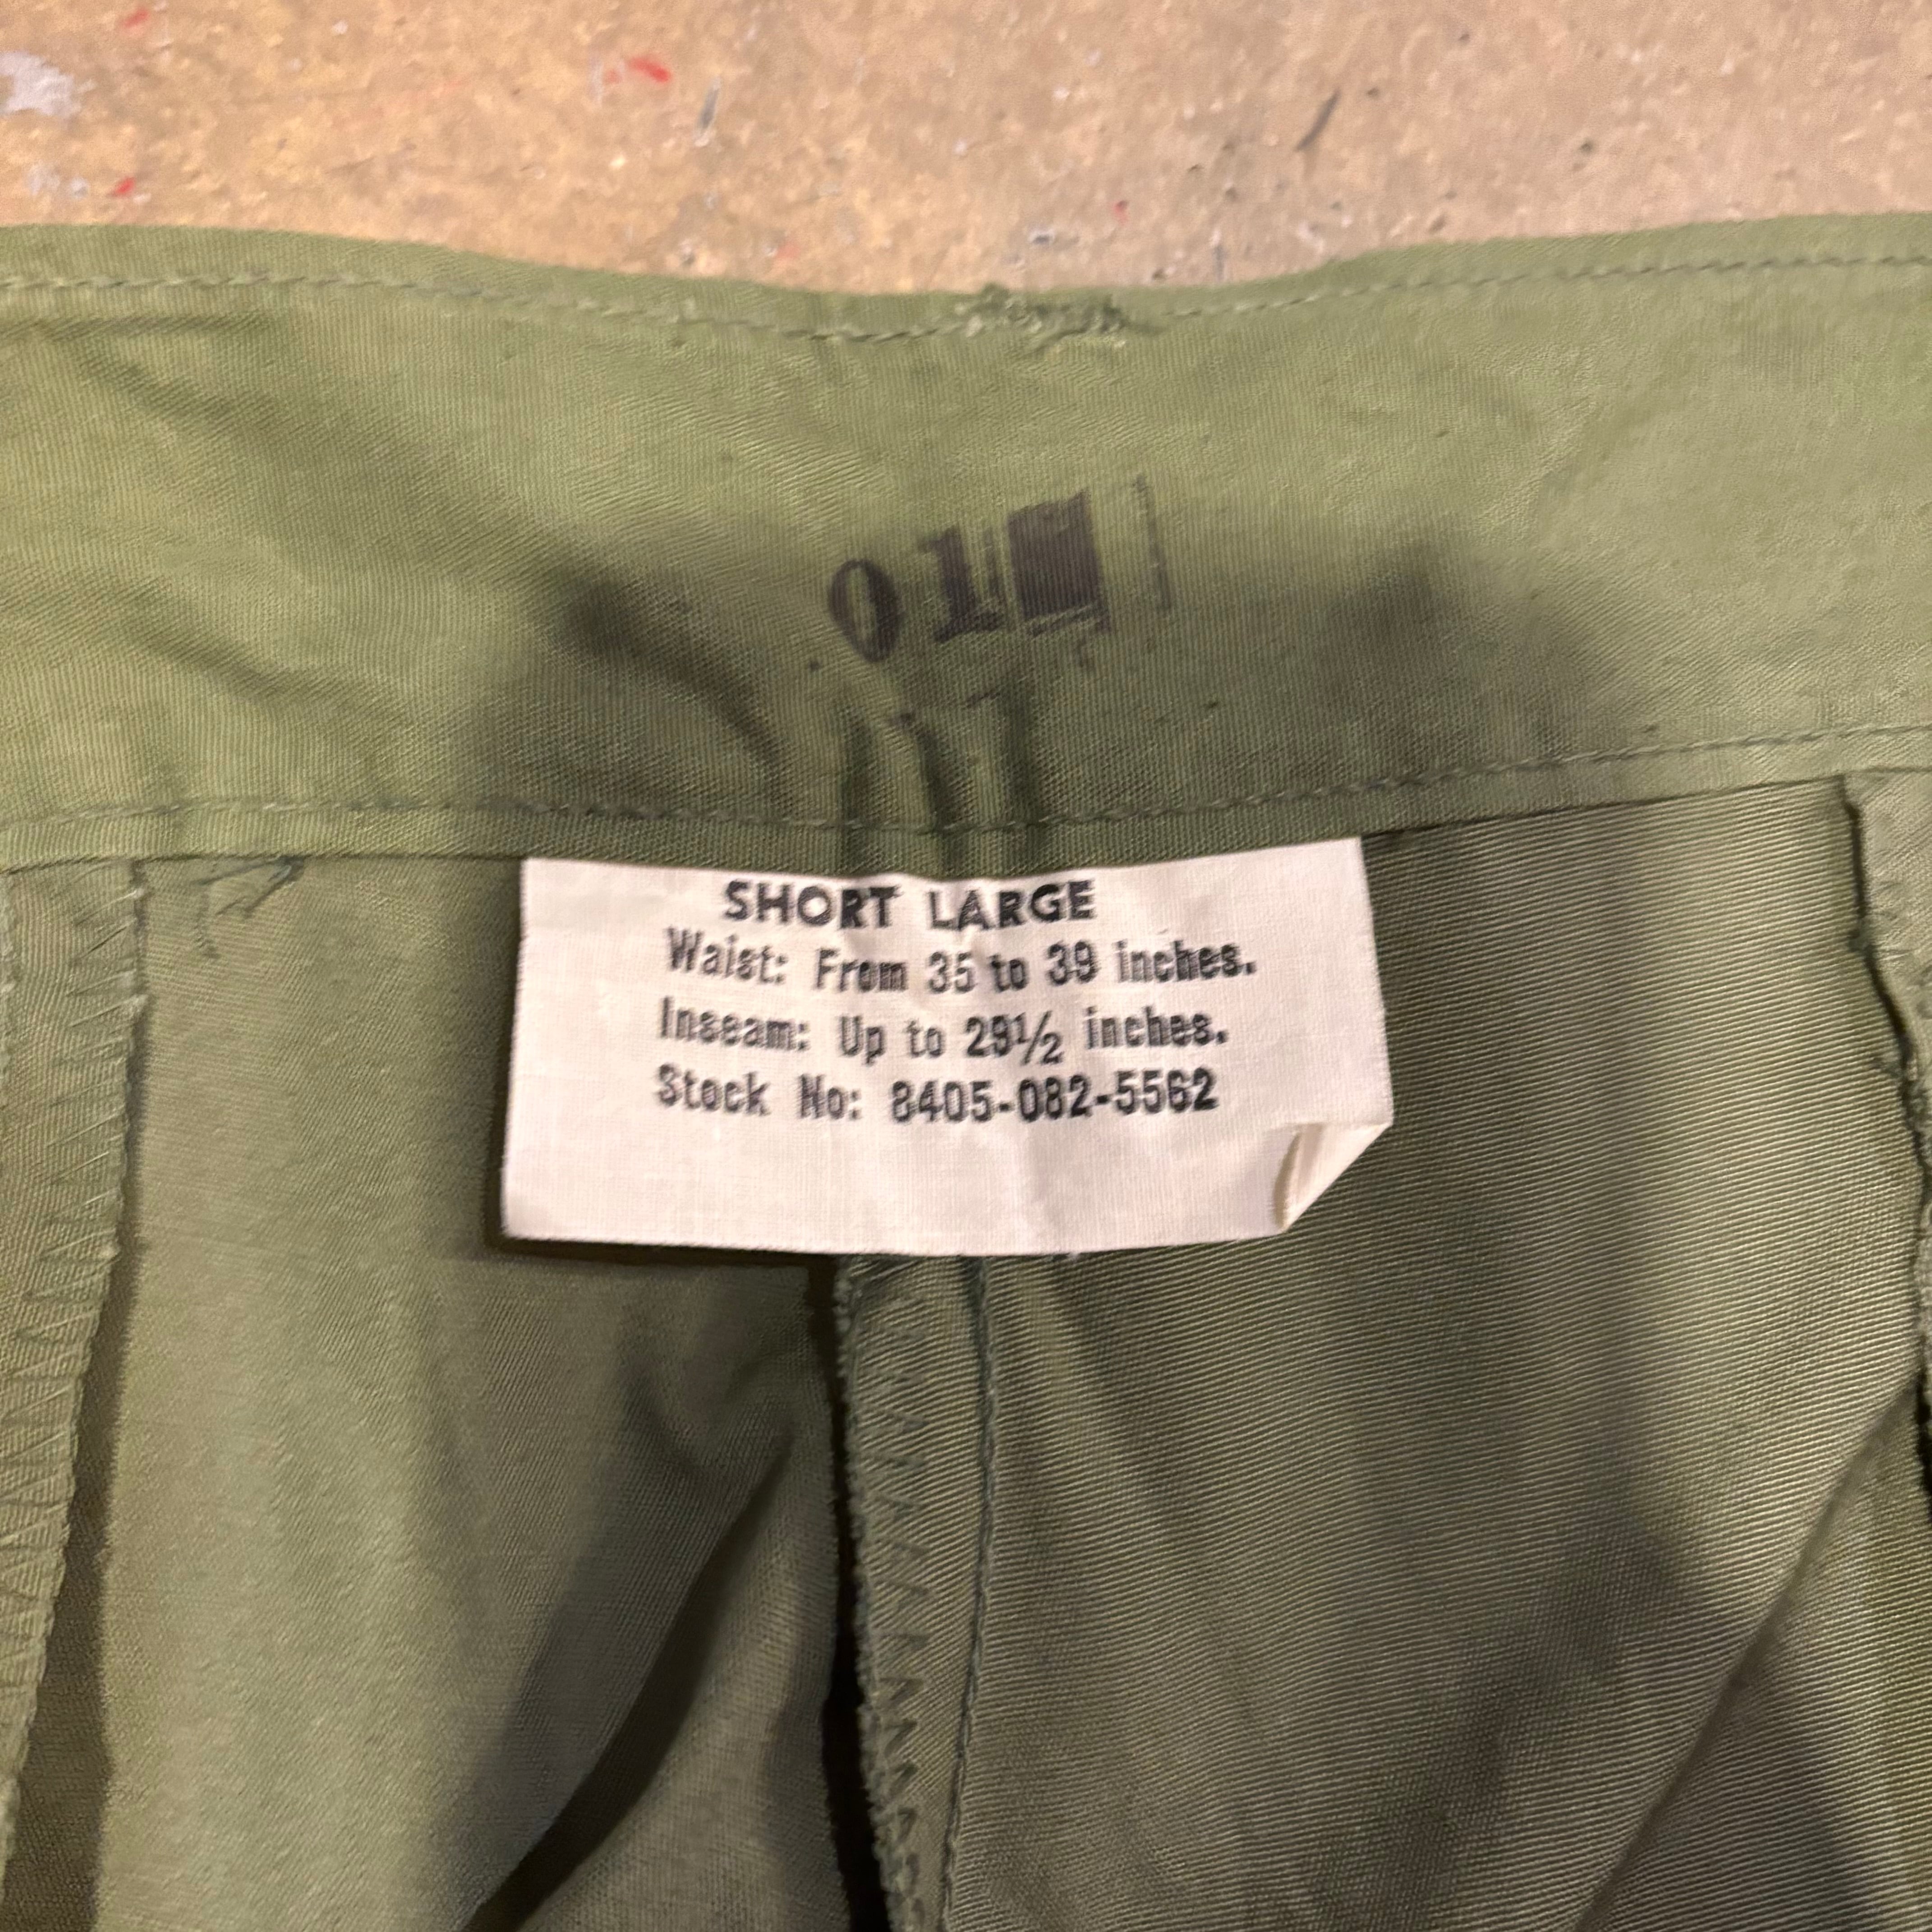 01
SHORT LARGE
Waist: From 35 to 39 inches.
Inseam: Up to 29½ inches.
Stock No: 8405-082-5562